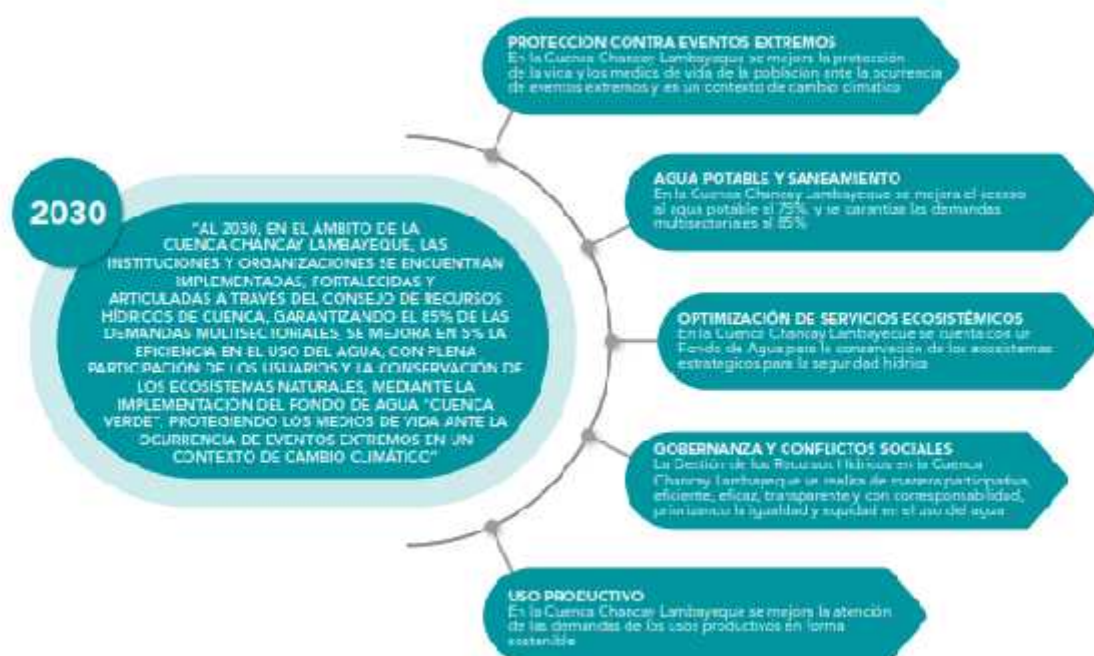 PROTECCION CONTRA EVENTOS EXTREMOS
En la Cuenca Chancay Lambayeque se mejora la protección
de la vida y los medios de vida de la población ante la ocurrencia
de eventos extremos y en un contexto de cambio climático
2030
"AL 2030, EN EL ÁMBITO DE LA
CUENCA CHANCAY LAMBAYEQUE, LAS
INSTITUCIONES Y ORGANIZACIONES SE ENCUENTRAN
IMPLEMENTADAS, FORTALECIDAS Y
ARTICULADAS A TRAVÉS DEL CONSEJO DE RECURSOS
HÍDRICOS DE CUENCA, GARANTIZANDO EL 85% DE LAS
DEMANDAS MULTISECTORIALES, SE MEJORA EN 5% LA
EFICIENCIA EN EL USO DEL AGUA, CON PLENA
PARTICIPACIÓN DE LOS USUARIOS Y LA CONSERVACIÓN DE
LOS ECOSISTEMAS NATURALES, MEDIANTE LA
IMPLEMENTACIÓN DEL FONDO DE AGUA "CUENCA
VERDE", PROTEGIENDO LOS MEDIOS DE VIDA ANTE LA
OCURRENCIA DE EVENTOS EXTREMOS EN UN
CONTEXTO DE CAMBIO CLIMÁTICO"
AGUA POTABLE Y SANEAMIENTO
En la Cuenca Chancay Lambayeque se mejora el acceso
al agua potable al 75%, y se garantiza las demandas
multisectoriales al 85%
OPTIMIZACIÓN DE SERVICIOS ECOSISTÉMICOS
En la Cuenca Chancay Lambayeque se cuenta con un
Fondo de Agua para la conservación de los ecosistemas
estratégicos para la seguridad hídrica
GOBERNANZA Y CONFLICTOS SOCIALES
La Gestión de los Recursos Hídricos en la Cuenca
Chancay Lambayeque se realiza de manera participativa,
eficiente, eficaz, transparente y con corresponsabilidad,
priorizando la igualdad y equidad en el uso del agua
USO PRODUCTIVO
En la Cuenca Chancay Lambayeque se mejora la atención
de las demandas de los usos productivos en forma
sostenible